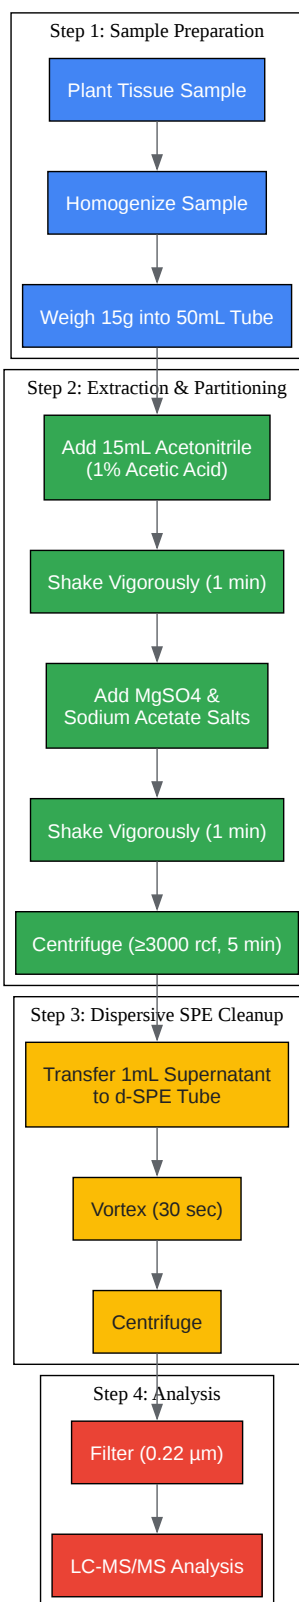 Step 1: Sample Preparation
Plant Tissue Sample
Homogenize Sample
Weigh 15g into 50mL Tube
Step 2: Extraction & Partitioning
Add 15mL Acetonitrile
(1% Acetic Acid)
Shake Vigorously (1 min)
Add MgSO4 &
Sodium Acetate Salts
Shake Vigorously (1 min)
Centrifuge (≥3000 rcf, 5 min)
Step 3: Dispersive SPE Cleanup
Transfer 1mL Supernatant
to d-SPE Tube
Vortex (30 sec)
Centrifuge
Step 4: Analysis
Filter (0.22 µm)
LC-MS/MS Analysis